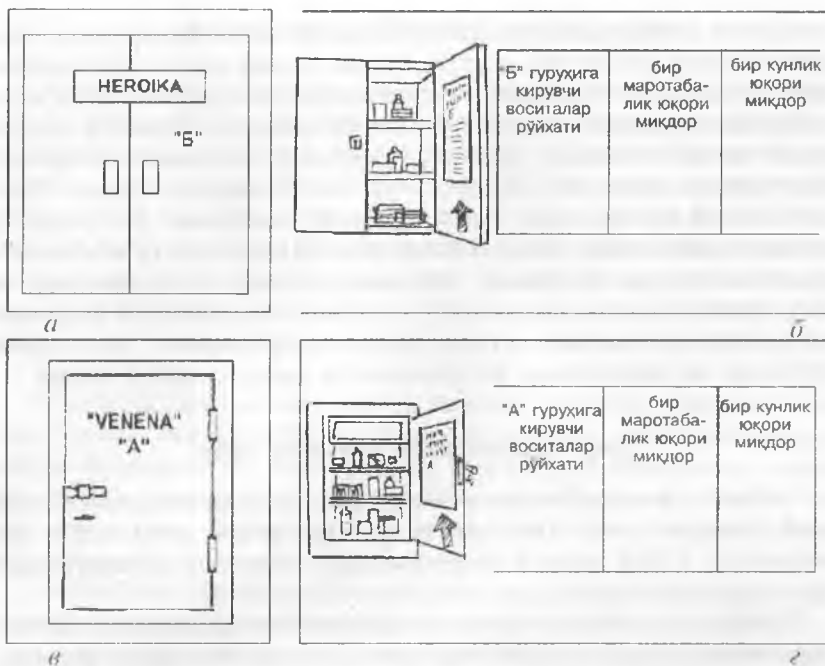 HEROIKA
"Б"
"Б" гуруҳига
кирувчи
воситалар
рўйхати
бир
маротаба-
лик юқори
миқдор
бир кунлик
юқори
миқдор
а
б
"VENENA"
"А"
"А" гуруҳига
кирувчи
воситалар
рўйхати
бир
маротаба-
лик юқори
миқдор
бир кунлик
юқори
миқдор
в
г